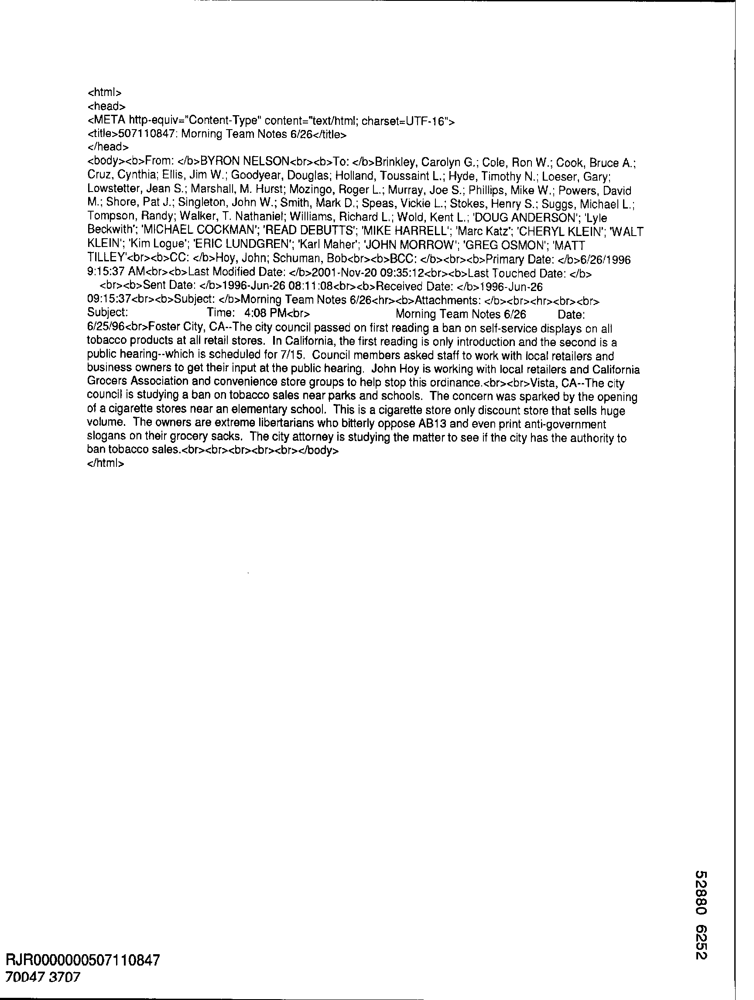 <html>
<head>
<META http-equiv="Content-Type" content="text/html; charset=UTF-16">
<title>507110847: Morning Team Notes 6/26</title>
</head>
<body><b>From: </b>BYRON NELSON<br><b>To: </b>Brinkley, Carolyn G.; Cole, Ron W.; Cook, Bruce A.;
Cruz, Cynthia; Ellis, Jim W.; Goodyear, Douglas; Holland, Toussaint L.; Hyde, Timothy N.; Loeser, Gary;
Lowstetter, Jean S.; Marshall, M. Hurst; Mozingo, Roger L.; Murray, Joe S.; Phillips, Mike W.; Powers, David
M.; Shore, Pat J.; Singleton, John W.; Smith, Mark D.; Speas, Vickie L.; Stokes, Henry S.; Suggs, Michael L.;
Tompson, Randy; Walker, T. Nathaniel; Williams, Richard L.; Wold, Kent L.; 'DOUG ANDERSON'; 'Lyle
Beckwith'; 'MICHAEL COCKMAN'; 'READ DEBUTTS'; 'MIKE HARRELL'; 'Marc Katz'; 'CHERYL KLEIN'; 'WALT
KLEIN'; 'Kim Logue'; 'ERIC LUNDGREN'; 'Karl Maher'; 'JOHN MORROW'; 'GREG OSMON'; 'MATT
TILLEY'<br><b>CC: </b>Hoy, John; Schuman, Bob<br><b>BCC: </b><br><b>Primary Date: </b>6/26/1996
9:15:37 AM<br><b>Last Modified Date: </b>2001-Nov-20 09:35:12<br><b>Last Touched Date: </b>
<br><b>Sent Date: </b>1996-Jun-26 08:11:08<br><b>Received Date: </b>1996-Jun-26
09:15:37<br><b>Subject: </b>Morning Team Notes 6/26<hr><b>Attachments: </b><br><hr><br><br>
Subject: Time: 4:08 PM<br> Morning Team Notes 6/26 Date:
6/25/96<br>Foster City, CA--The city council passed on first reading a ban on self-service displays on all
tobacco products at all retail stores. In California, the first reading is only introduction and the second is a
public hearing--which is scheduled for 7/15. Council members asked staff to work with local retailers and
business owners to get their input at the public hearing. John Hoy is working with local retailers and California
Grocers Association and convenience store groups to help stop this ordinance.<br><br>Vista, CA--The city
council is studying a ban on tobacco sales near parks and schools. The concern was sparked by the opening
of a cigarette stores near an elementary school. This is a cigarette store only discount store that sells huge
volume. The owners are extreme libertarians who bitterly oppose AB13 and even print anti-government
slogans on their grocery sacks. The city attorney is studying the matter to see if the city has the authority to
ban tobacco sales.<br><br><br><br><br></body>
</html>
52880 6252
RJR0000000507110847
70047 3707